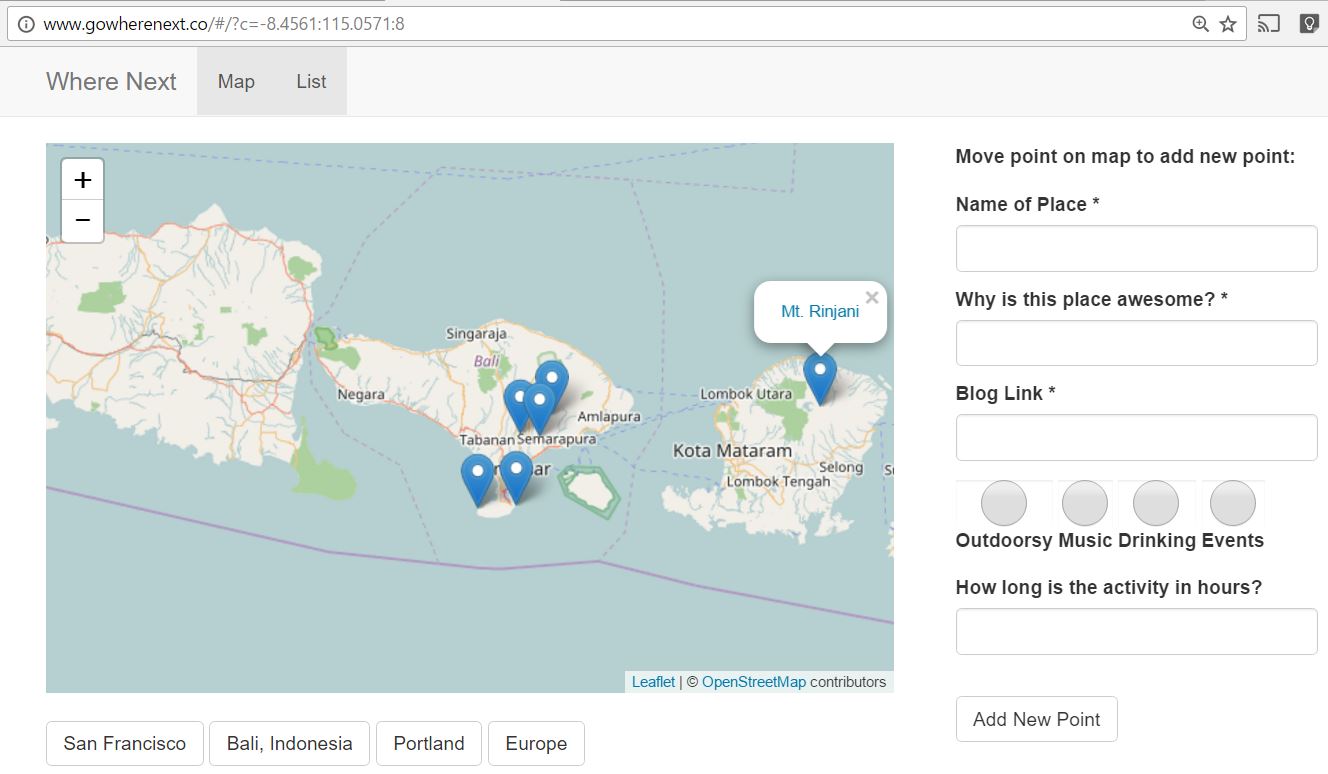 www.gowherenext.co/#/?c=-8.4561:115.0571:8
Where Next Map List
Move point on map to add new point:
+
−
Name of Place *
Why is this place awesome? *
Mt. Rinjani ×
Singaraja
Bali
Negara
Lombok Utara
Blog Link *
Amlapura
Tabanan Semarapura
Kota Mataram
ar
Selong
Lombok Tengah
Outdoorsy Music Drinking Events
How long is the activity in hours?
Leaflet | © OpenStreetMap contributors
Add New Point
San Francisco Bali, Indonesia Portland Europe